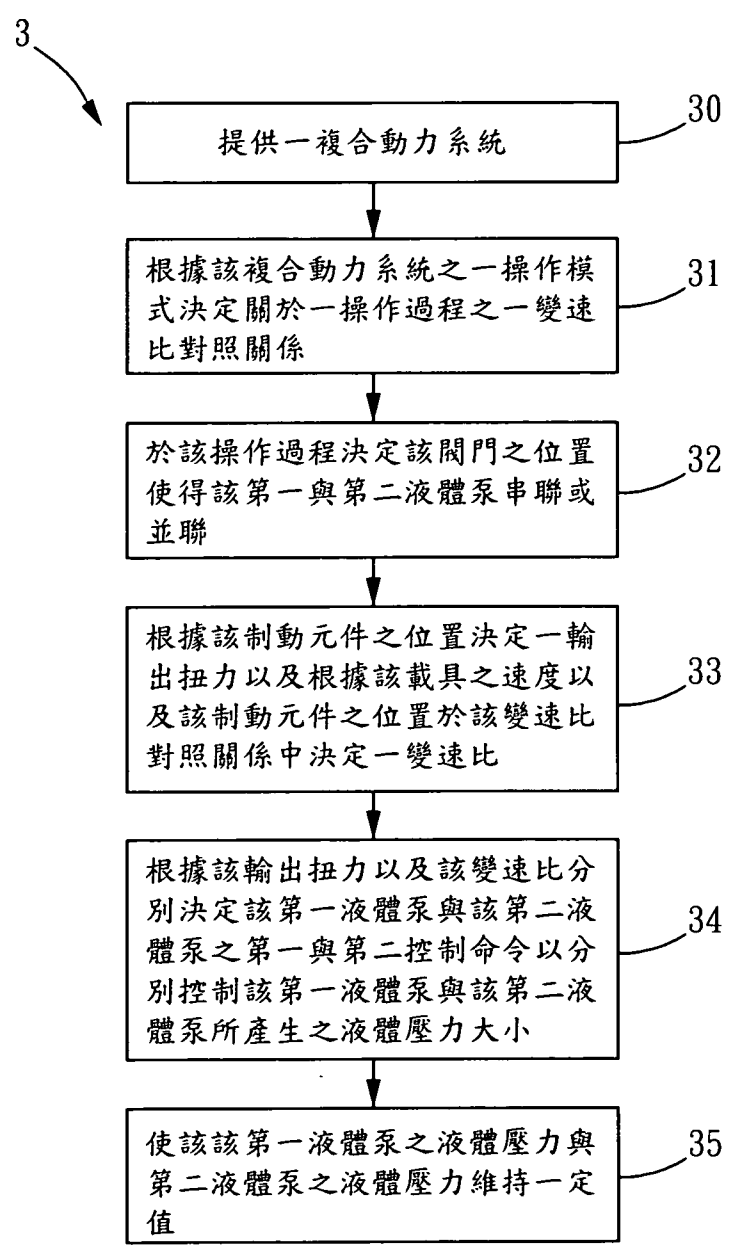 3
提供一複合動力系統
30
根據該複合動力系統之一操作模
式決定關於一操作過程之一變速
比對照關係
31
於該操作過程決定該閥門之位置
使得該第一與第二液體泵串聯或
並聯
32
根據該制動元件之位置決定一輸
出扭力以及根據該載具之速度以
及該制動元件之位置於該變速比
對照關係中決定一變速比
33
根據該輸出扭力以及該變速比分
別決定該第一液體泵與該第二液
體泵之第一與第二控制命令以分
別控制該第一液體泵與該第二液
體泵所產生之液體壓力大小
34
使該該第一液體泵之液體壓力與
第二液體泵之液體壓力維持一定
值
35